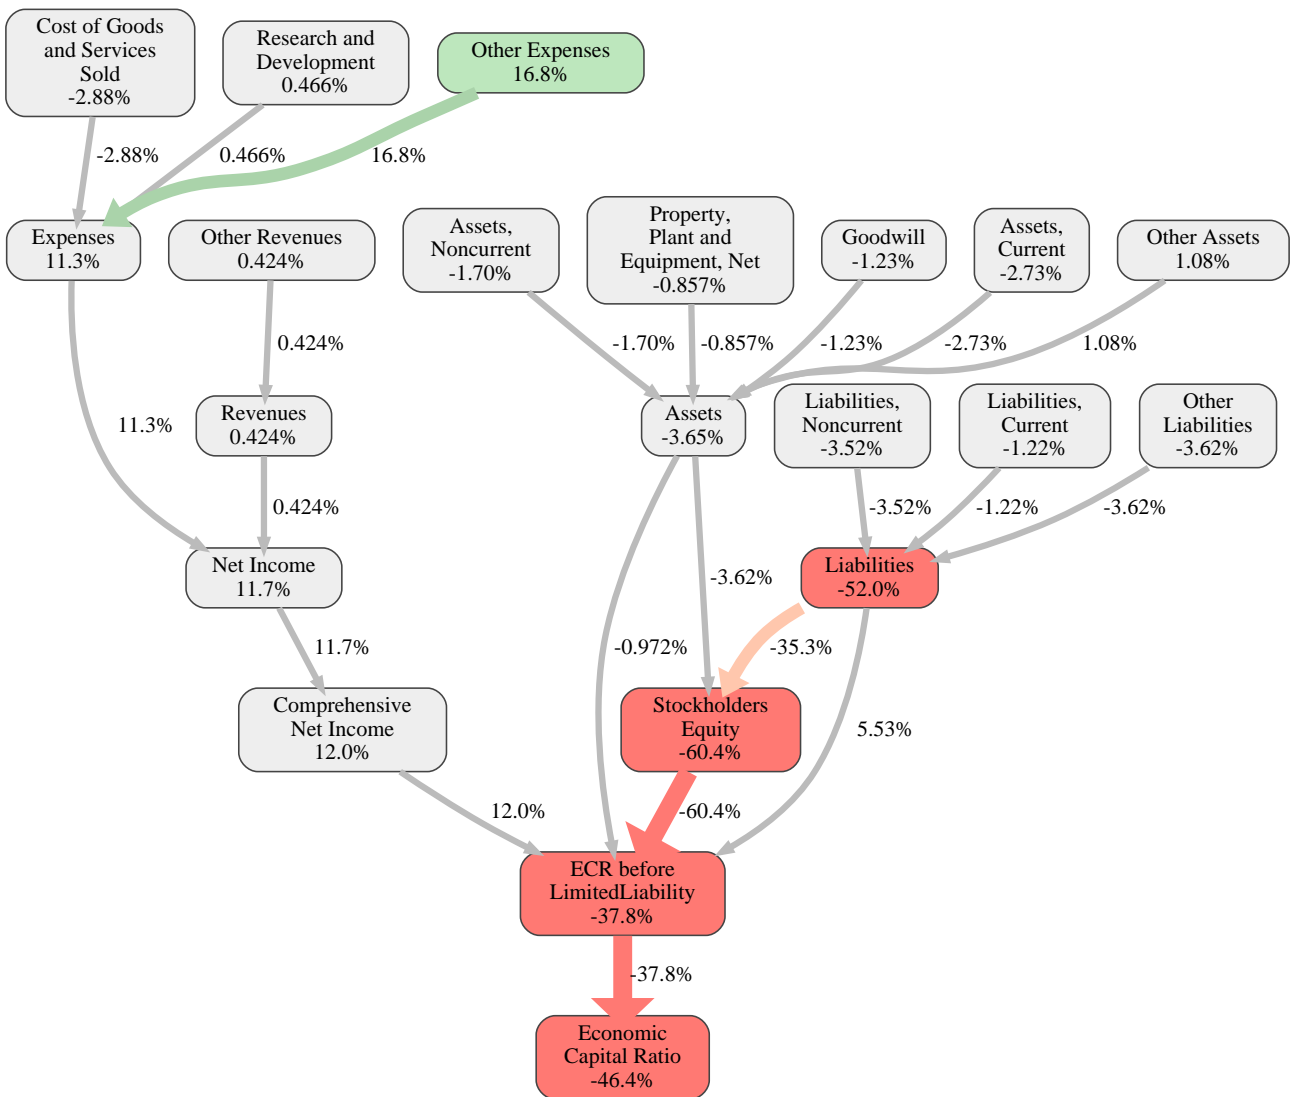 Cost of Goods
and Services
Sold
-2.88%
Research and
Development
0.466%
Other Expenses
16.8%
-2.88%
0.466%
16.8%
Expenses
11.3%
Other Revenues
0.424%
Assets,
Noncurrent
-1.70%
Property,
Plant and
Equipment, Net
-0.857%
Goodwill
-1.23%
Assets,
Current
-2.73%
Other Assets
1.08%
0.424%
-1.70%
-0.857%
-1.23%
-2.73%
1.08%
11.3%
Revenues
0.424%
Assets
-3.65%
Liabilities,
Noncurrent
-3.52%
Liabilities,
Current
-1.22%
Other
Liabilities
-3.62%
0.424%
-3.52%
-1.22%
-3.62%
Net Income
11.7%
-3.62%
Liabilities
-52.0%
11.7%
-0.972%
-35.3%
Comprehensive
Net Income
12.0%
Stockholders
Equity
-60.4%
5.53%
12.0%
-60.4%
ECR before
LimitedLiability
-37.8%
-37.8%
Economic
Capital Ratio
-46.4%